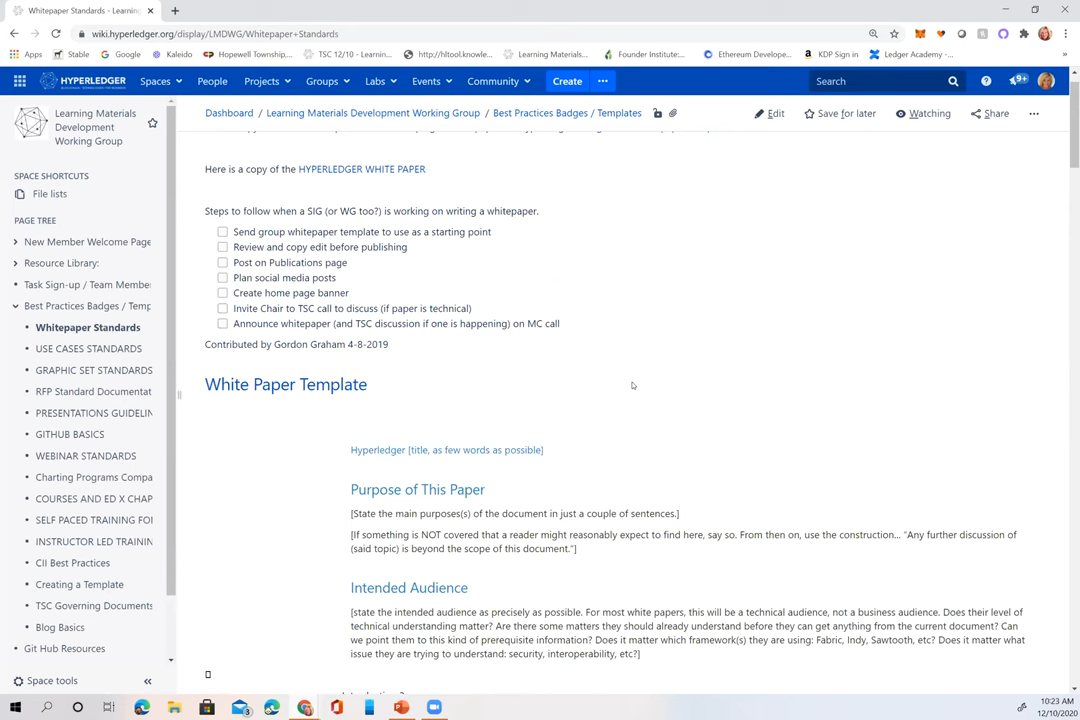 Whitepaper Standards - Learning
wiki.hyperledger.org/display/LMDWG/Whitepaper+Standards
Apps
Stable
Google
Kaleido
Hopewell Township,...
TSC 12/10 - Learnin...
http://hltool.knowle...
Learning Materials...
Founder Institute:...
Ethereum Develope...
KDP Sign in
Ledger Academy -...
HYPERLEDGER
Spaces
People
Projects
Groups
Labs
Events
Community
Create
Search
9+
Learning Materials
Development
Working Group
Dashboard / Learning Materials Development Working Group / Best Practices Badges / Templates
Edit
Save for later
Watching
Share
SPACE SHORTCUTS
File lists
PAGE TREE
New Member Welcome Page
Resource Library:
Task Sign-up / Team Member
Best Practices Badges / Temp
Whitepaper Standards
USE CASES STANDARDS
GRAPHIC SET STANDARDS
RFP Standard Documentat
PRESENTATIONS GUIDELIN
GITHUB BASICS
WEBINAR STANDARDS
Charting Programs Compa
COURSES AND ED X CHAP
SELF PACED TRAINING FOI
INSTRUCTOR LED TRAININ
CII Best Practices
Creating a Template
TSC Governing Documents
Blog Basics
Git Hub Resources
Space tools
Here is a copy of the HYPERLEDGER WHITE PAPER
Steps to follow when a SIG (or WG too?) is working on writing a whitepaper.
Send group whitepaper template to use as a starting point
Review and copy edit before publishing
Post on Publications page
Plan social media posts
Create home page banner
Invite Chair to TSC call to discuss (if paper is technical)
Announce whitepaper (and TSC discussion if one is happening) on MC call
Contributed by Gordon Graham 4-8-2019
White Paper Template
Hyperledger [title, as few words as possible]
Purpose of This Paper
[State the main purposes(s) of the document in just a couple of sentences.]
[If something is NOT covered that a reader might reasonably expect to find here, say so. From then on, use the construction... "Any further discussion of
(said topic) is beyond the scope of this document."]
Intended Audience
[state the intended audience as precisely as possible. For most white papers, this will be a technical audience, not a business audience. Does their level of
technical understanding matter? Are there some matters they should already understand before they can get anything from the current document? Can
we point them to this kind of prerequisite information? Does it matter which framework(s) they are using: Fabric, Indy, Sawtooth, etc? Does it matter what
issue they are trying to understand: security, interoperability, etc?]
10:23 AM
12/10/2020